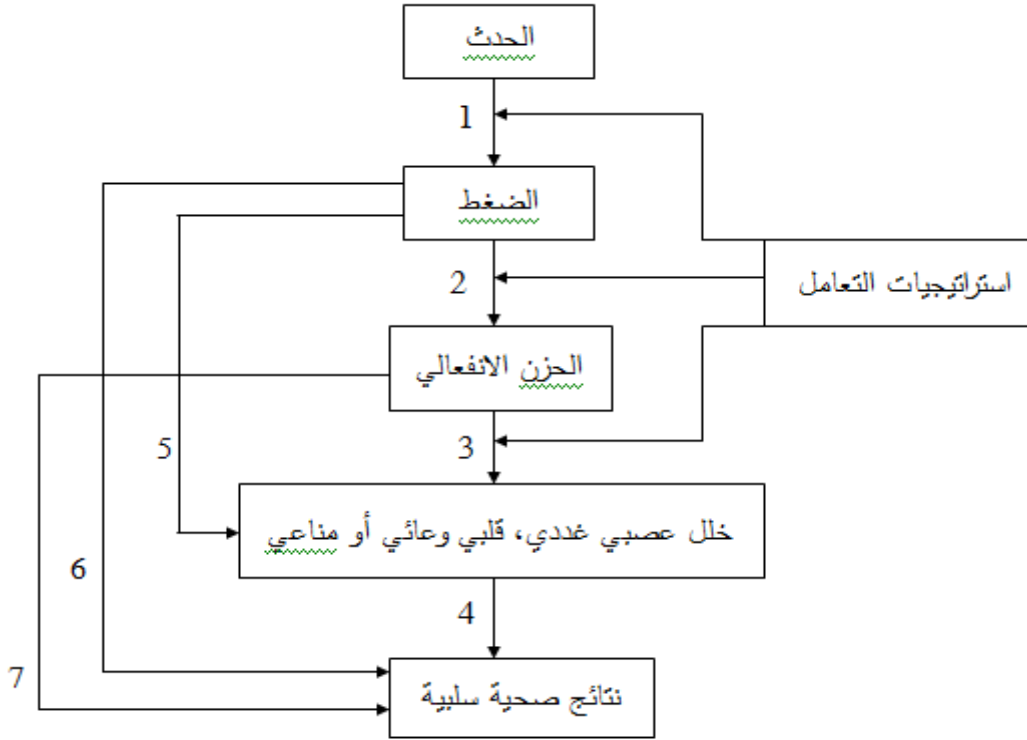 الحدث
1
الضغط
2
استراتيجيات التعامل
الحزن الانفعالي
3
5
خلل عصبي غددي، قلبي وعائي أو مناعي
6
4
7
نتائج صحية سلبية